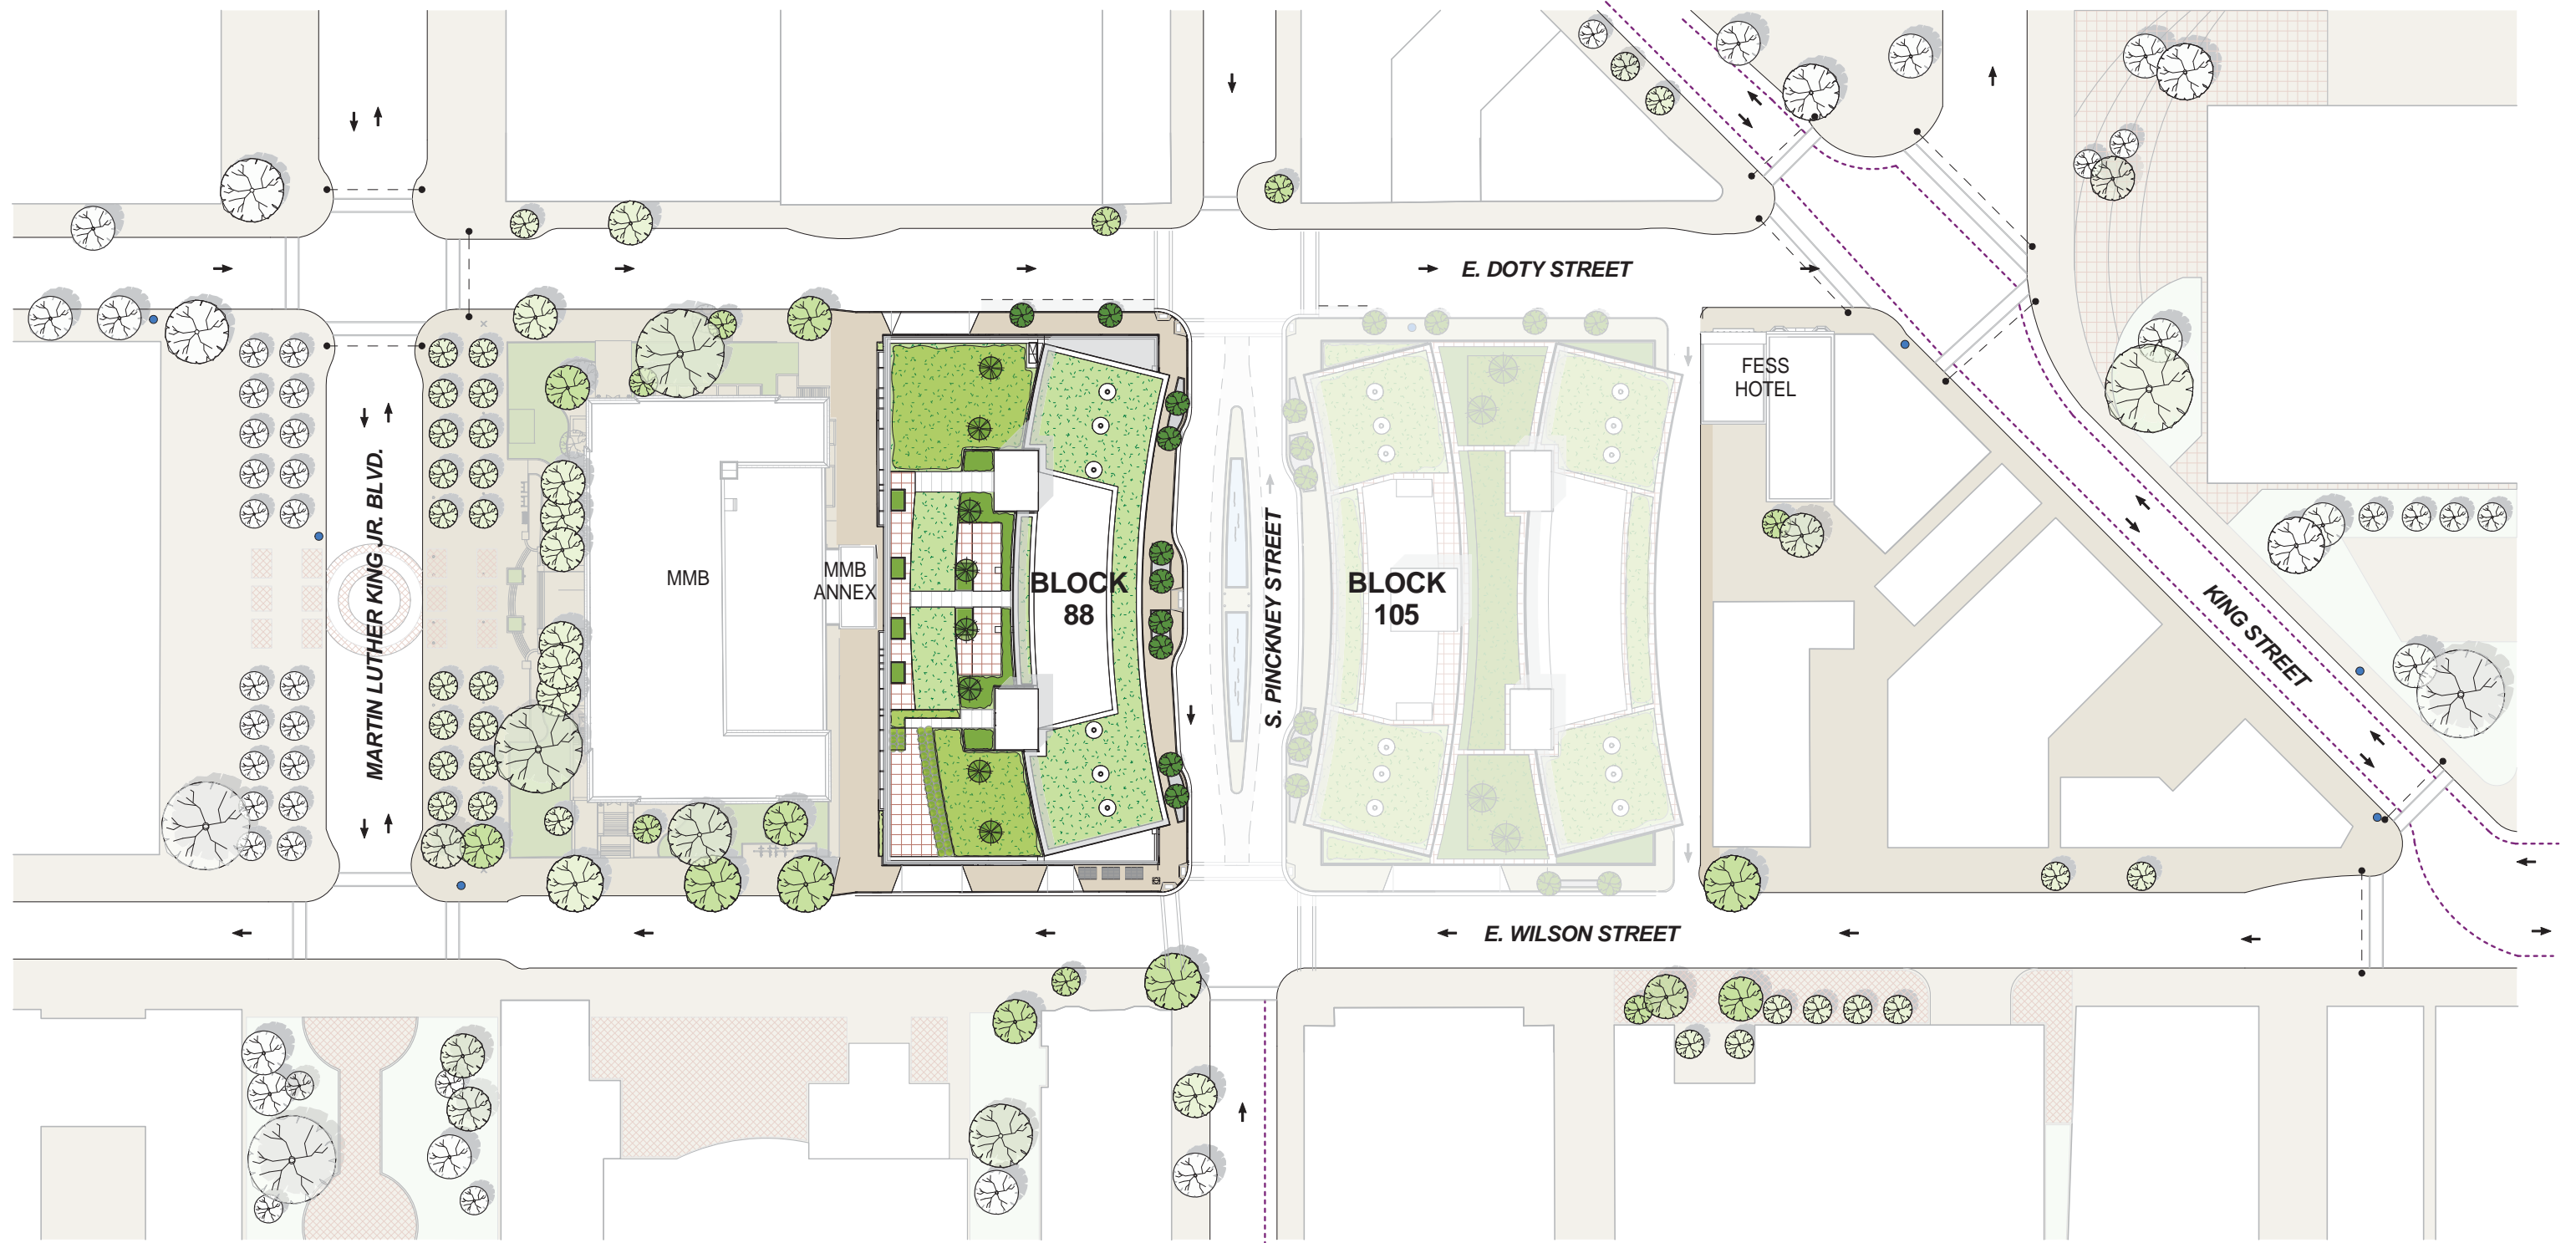 E. DOTY STREET
FESS
HOTEL
MARTIN LUTHER KING JR. BLVD.
MMB
MMB
ANNEX
BLOCK
88
S. PINCKNEY STREET
BLOCK
105
KING STREET
E. WILSON STREET